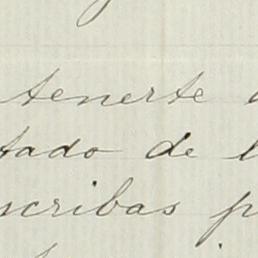 tenerte
tado de l
scribas p